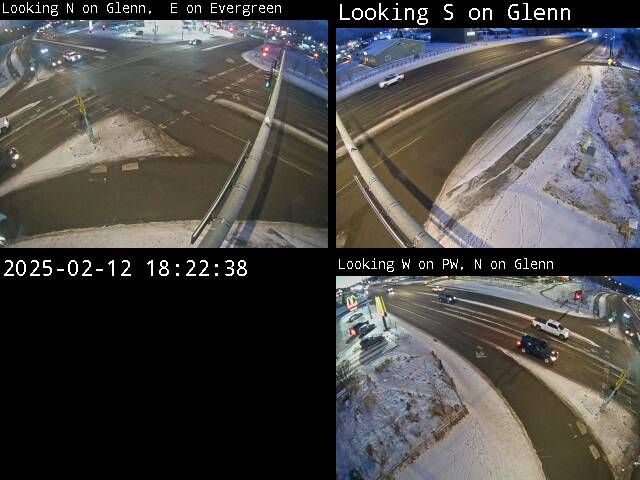 Looking N on Glenn,  E on Evergreen
Looking S on Glenn
2025-02-12 18:22:38
Looking W on PW, N on Glenn